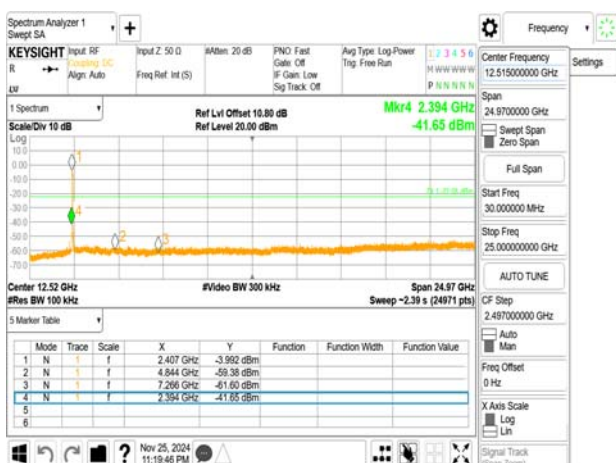 Spectrum Analyzer 1
Swept SA
Frequency
KEYSIGHT
Input: RF
Coupling: DC
Align: Auto
Input Z: 50 Ω
Freq Ref: Int (S)
#Atten: 20 dB
PNO: Fast
Gate: Off
IF Gain: Low
Sig Track: Off
Avg Type: Log-Power
Trig: Free Run
1 2 3 4 5 6
M W W W W W
P N N N N N
1 Spectrum
Scale/Div 10 dB
Ref Lvl Offset 10.80 dB
Ref Level 20.00 dBm
Mkr4 2.394 GHz
-41.65 dBm
Log
10.0
0.00
-10.0
-20.0
-30.0
-40.0
-50.0
-60.0
-70.0
1
4
2
3
Center 12.52 GHz
#Res BW 100 kHz
#Video BW 300 kHz
Span 24.97 GHz
Sweep ~2.39 s (24971 pts)
5 Marker Table
Mode Trace Scale X Y Function Function Width Function Value
1 N 1 f 2.407 GHz -3.992 dBm
2 N 1 f 4.844 GHz -59.38 dBm
3 N 1 f 7.266 GHz -61.60 dBm
4 N 1 f 2.394 GHz -41.65 dBm
5
6
Nov 25, 2024
11:19:46 PM
Center Frequency
12.515000000 GHz
Span
24.9700000 GHz
Swept Span
Zero Span
Full Span
Start Freq
30.000000 MHz
Stop Freq
25.000000000 GHz
AUTO TUNE
CF Step
2.497000000 GHz
Auto
Man
Freq Offset
0 Hz
X Axis Scale
Log
Lin
Signal Track
Settings